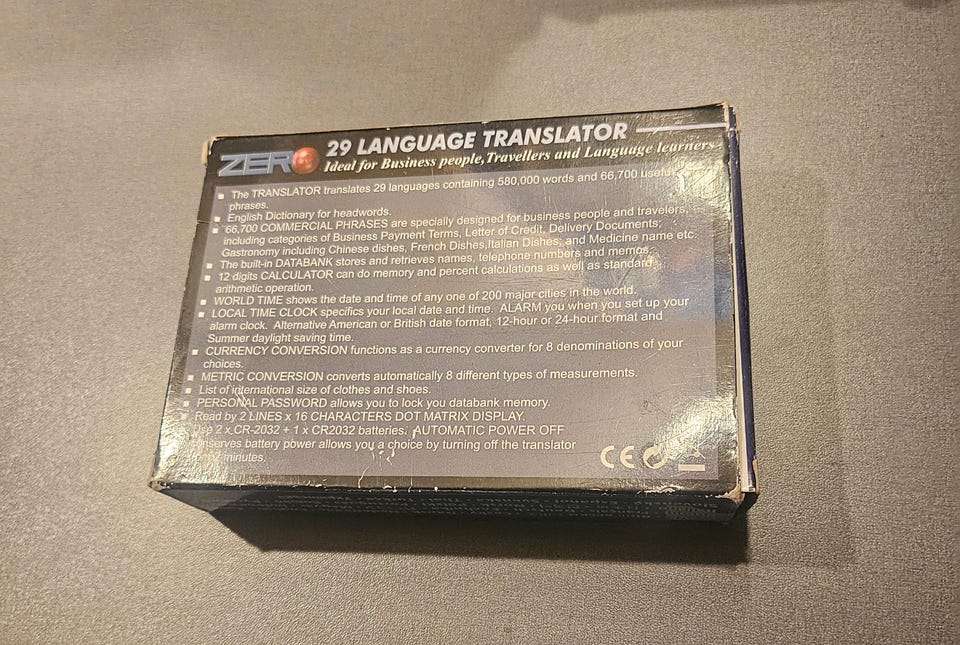 ZERO
29 LANGUAGE TRANSLATOR
Ideal for Business people, Travellers and Language learners
▪ The TRANSLATOR translates 29 languages containing 580,000 words and 66,700 useful
phrases.
▪ English Dictionary for headwords.
▪ 66,700 COMMERCIAL PHRASES are specially designed for business people and travelers,
including categories of Business Payment Terms, Letter of Credit, Delivery Documents,
Gastronomy including Chinese dishes, French Dishes,Italian Dishes, and Medicine name etc.
▪ The built-in DATABANK stores and retrieves names, telephone numbers and memos.
▪ 12 digits CALCULATOR can do memory and percent calculations as well as standard
arithmetic operation.
▪ WORLD TIME shows the date and time of any one of 200 major cities in the world.
▪ LOCAL TIME CLOCK specifics your local date and time. ALARM you when you set up your
alarm clock. Alternative American or British date format, 12-hour or 24-hour format and
Summer daylight saving time.
▪ CURRENCY CONVERSION functions as a currency converter for 8 denominations of your
choices.
▪ METRIC CONVERSION converts automatically 8 different types of measurements.
▪ List of international size of clothes and shoes.
▪ PERSONAL PASSWORD allows you to lock you databank memory.
▪ Read by 2 LINES x 16 CHARACTERS DOT MATRIX DISPLAY.
Use 2 x CR-2032 + 1 x CR2032 batteries. AUTOMATIC POWER OFF
conserves battery power allows you a choice by turning off the translator
minutes.
CE